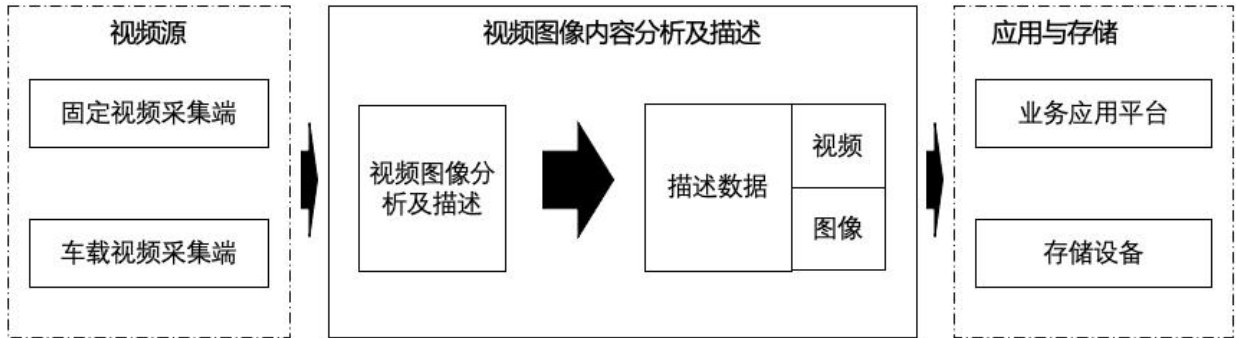 视频源
固定视频采集端
车载视频采集端
视频图像内容分析及描述
视频图像分
析及描述
描述数据
视频
图像
应用与存储
业务应用平台
存储设备